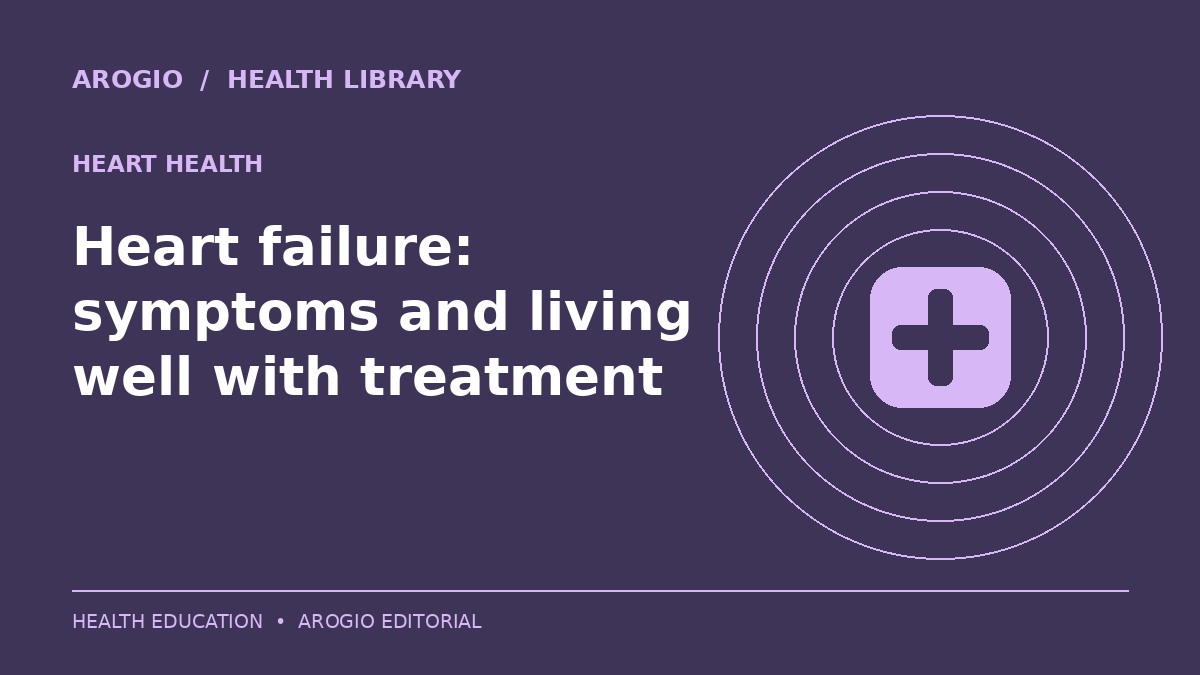 AROGIO / HEALTH LIBRARY
HEART HEALTH
Heart failure:
symptoms and living
well with treatment
HEALTH EDUCATION • AROGIO EDITORIAL